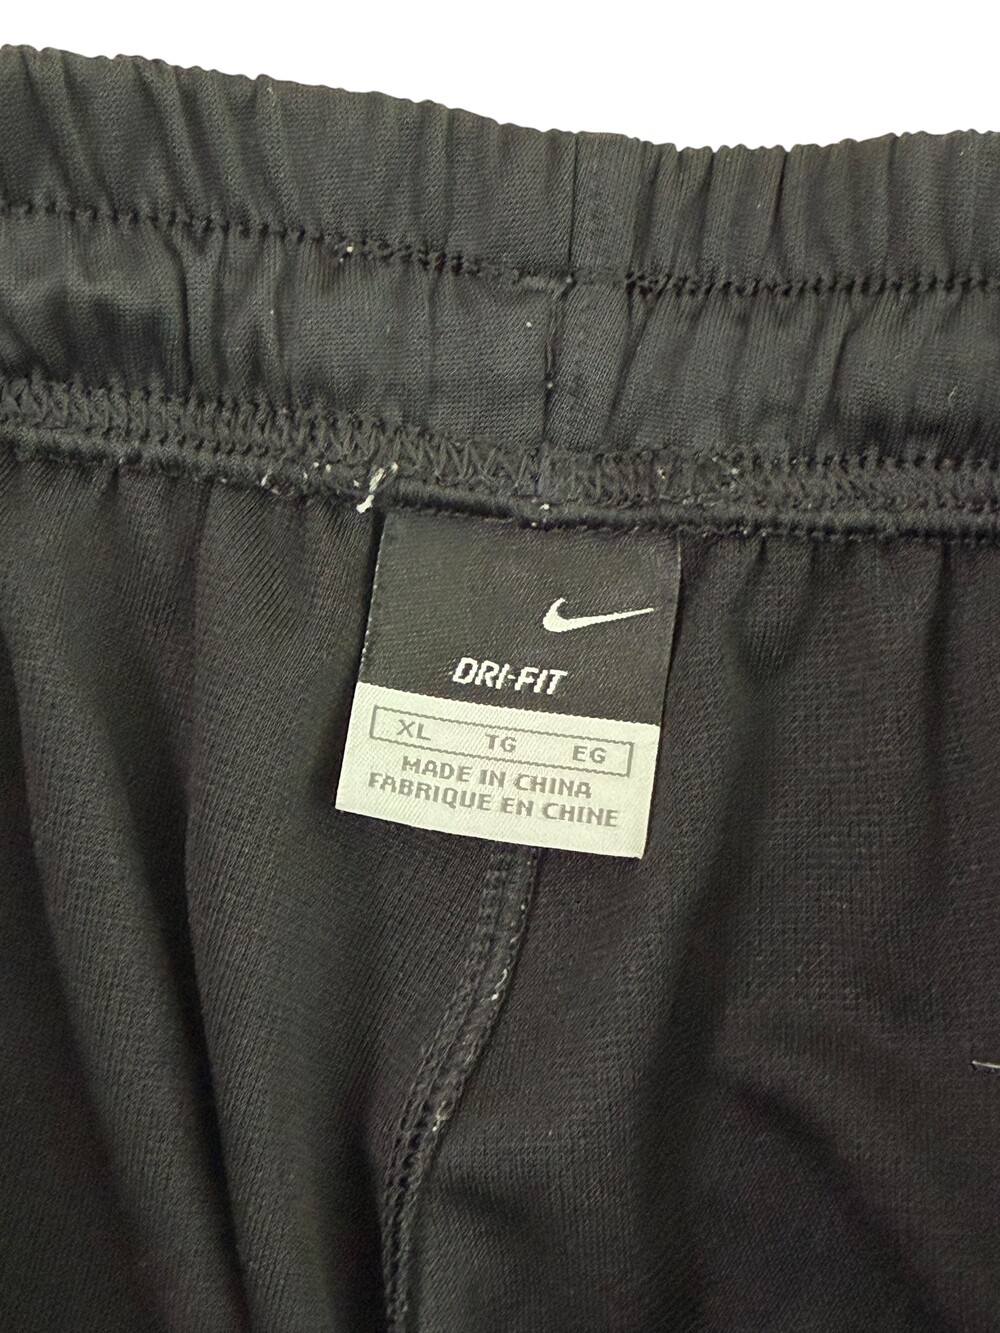 DRI-FIT
XL TG EG
MADE IN CHINA
FABRIQUE EN CHINE